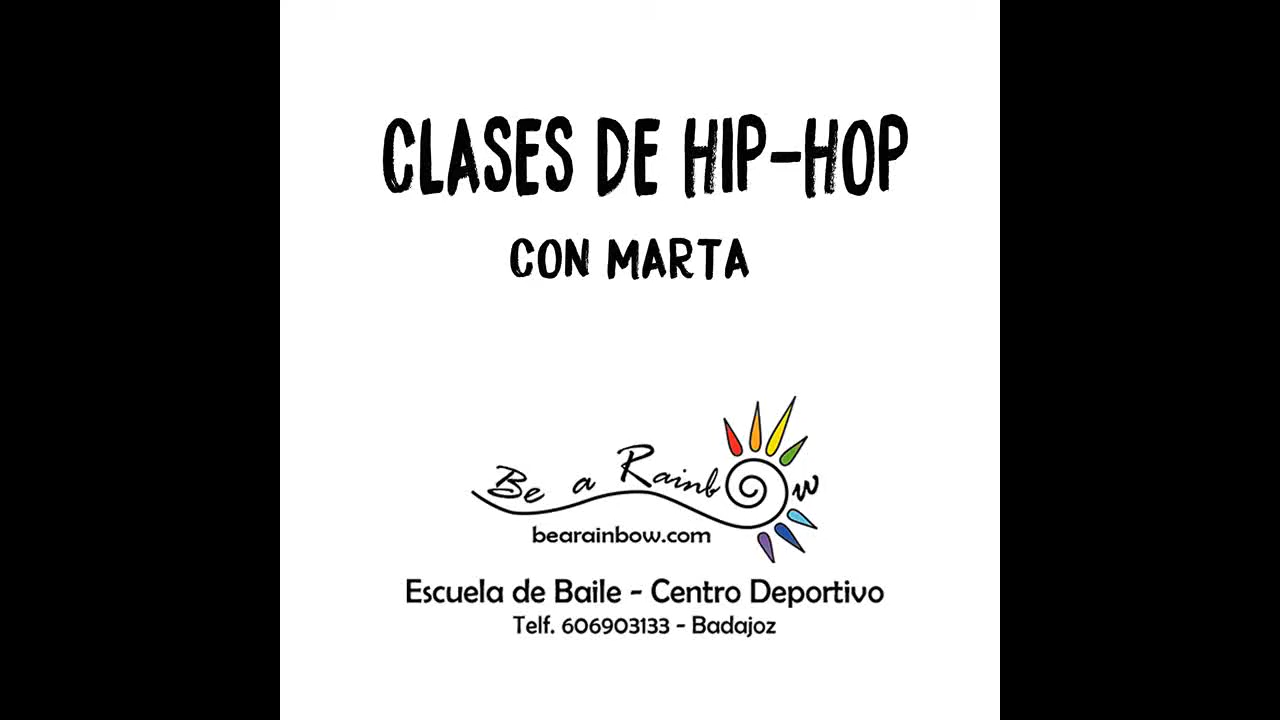 CLASES DE HIP-HOP
CON MARTA
Be a Rainbow
bearainbow.com
Escuela de Baile - Centro Deportivo
Telf. 606903133 - Badajoz